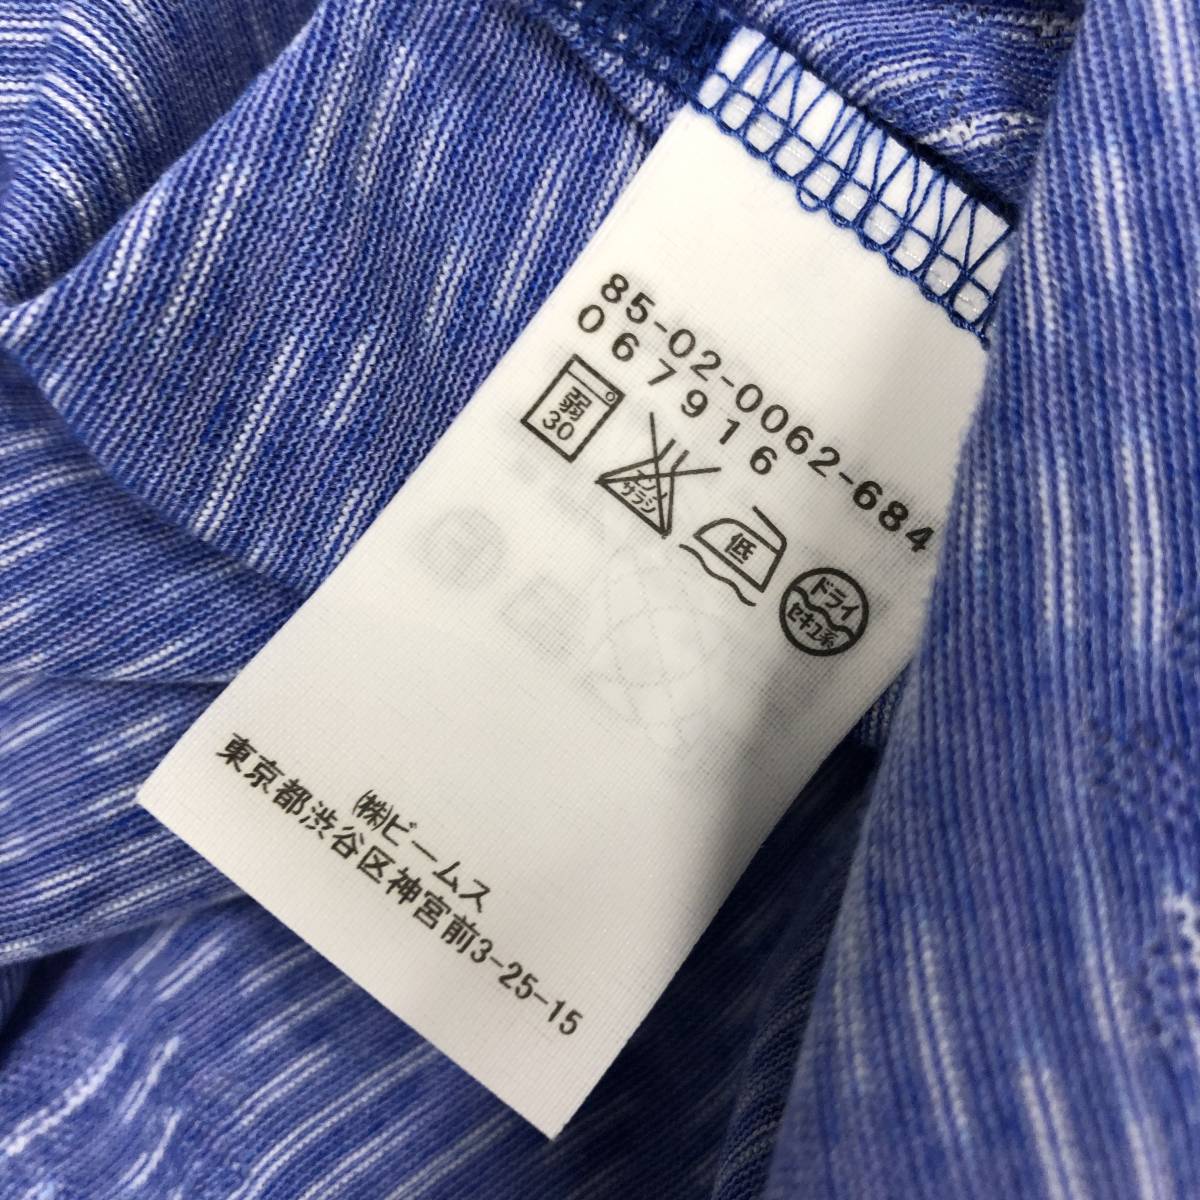 85-02-0062-684
067916
弱
30
エンソ
サラシ
低
ドライ
セキユ系
㈱ビームス
東京都渋谷区神宮前3-25-15